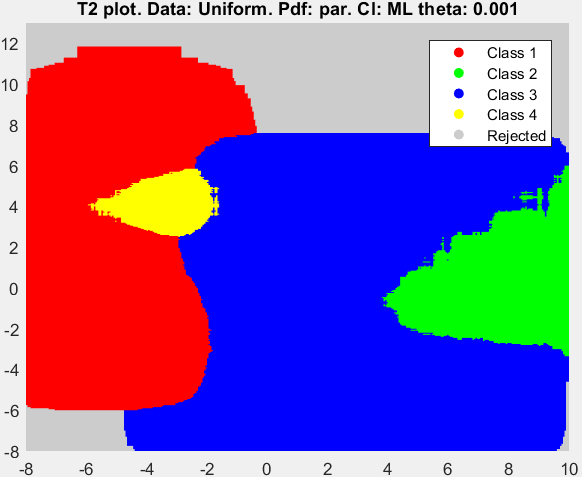 T2 plot. Data: Uniform. Pdf: par. Cl: ML theta: 0.001
12
10
8
6
4
2
0
-2
-4
-6
-8
Class 1
Class 2
Class 3
Class 4
Rejected
-8 -6 -4 -2 0 2 4 6 8 10